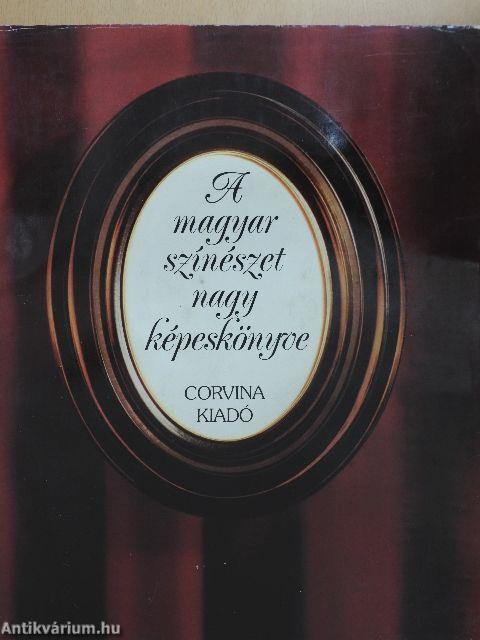 A
magyar
színészet
nagy
képeskönyve
CORVINA
KIADÓ
Antikvárium.hu